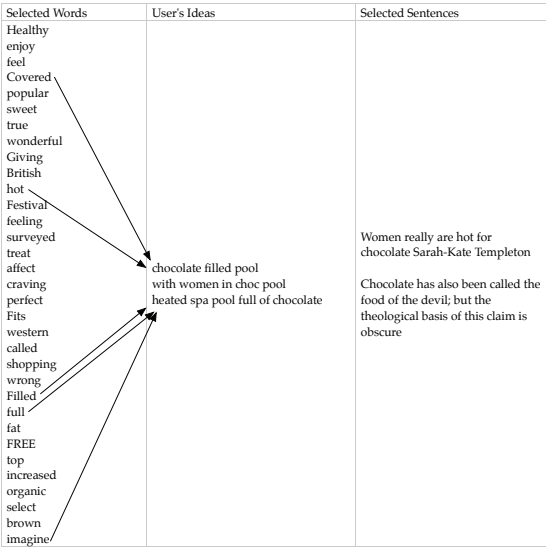 Selected Words
User's Ideas
Selected Sentences
Healthy
enjoy
feel
Covered
popular
sweet
true
wonderful
Giving
British
hot
Festival
feeling
surveyed
treat
affect
craving
perfect
Fits
western
called
shopping
wrong
Filled
full
fat
FREE
top
increased
organic
select
brown
imagine
chocolate filled pool
with women in choc pool
heated spa pool full of chocolate
Women really are hot for
chocolate Sarah-Kate Templeton
Chocolate has also been called the
food of the devil; but the
theological basis of this claim is
obscure